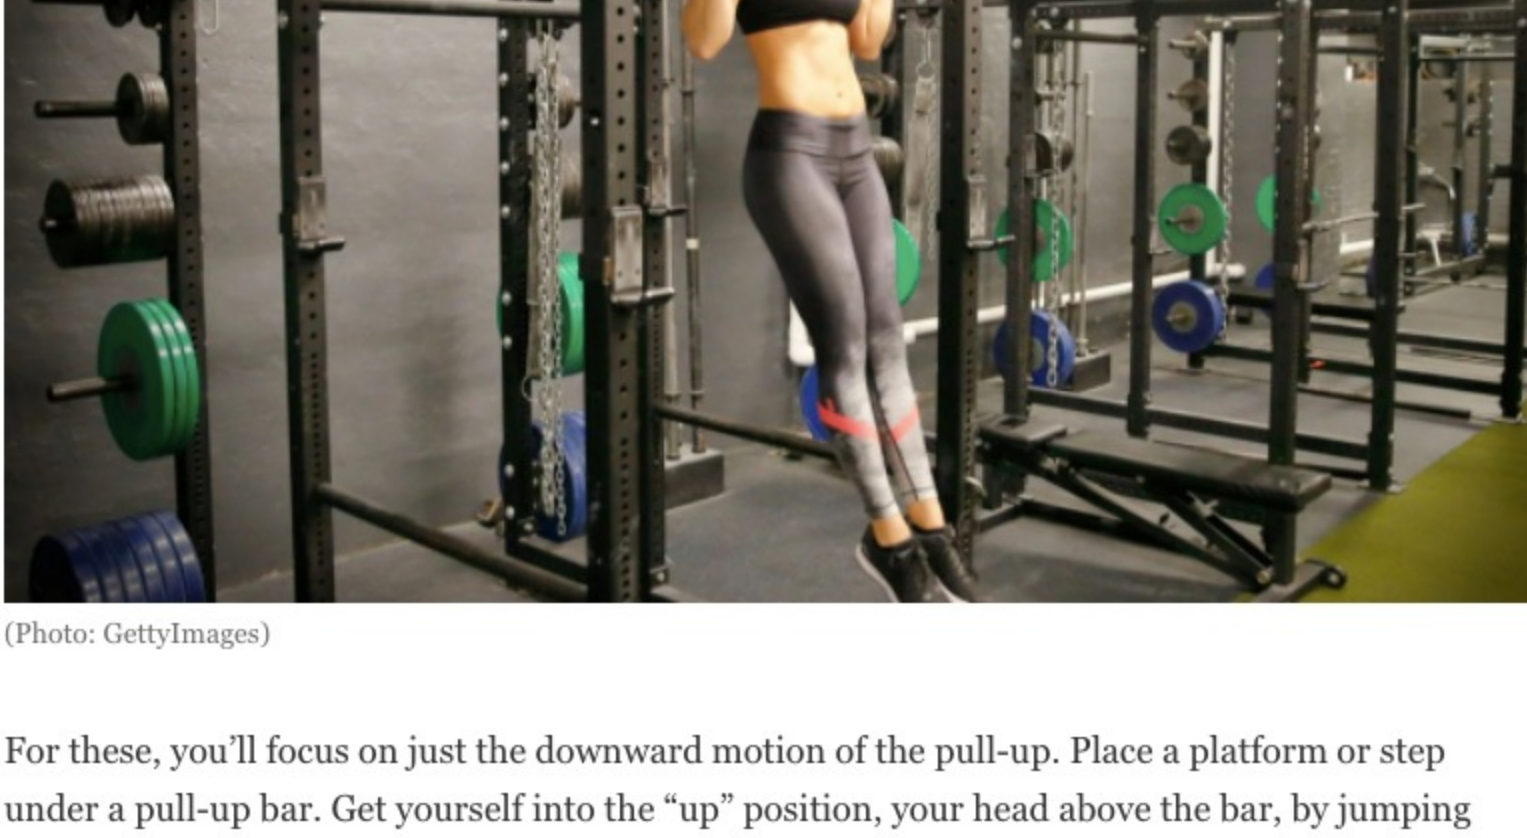 (Photo: GettyImages)
For these, you’ll focus on just the downward motion of the pull-up. Place a platform or step
under a pull-up bar. Get yourself into the “up” position, your head above the bar, by jumping